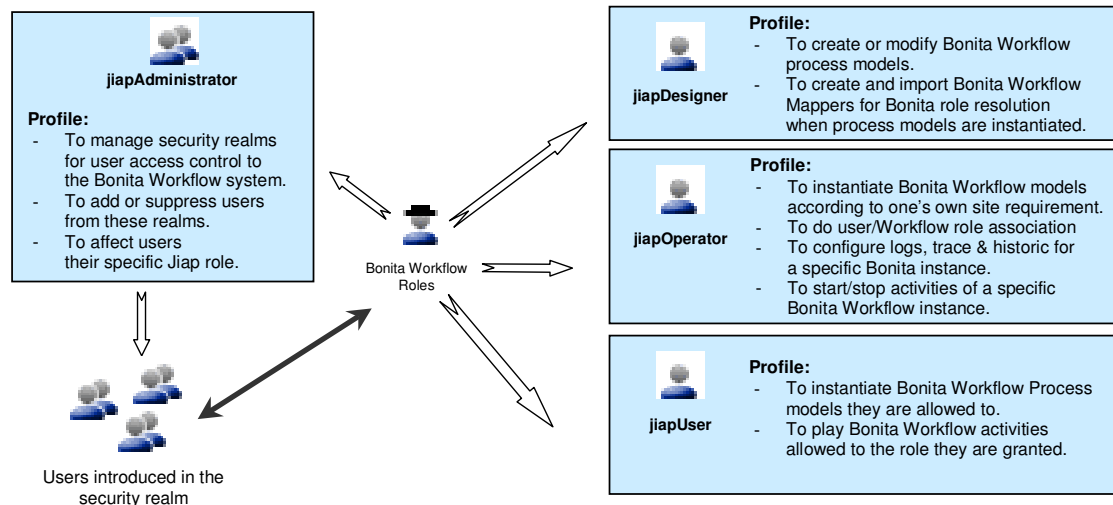 jiapAdministrator
Profile:
- To manage security realms
for user access control to
the Bonita Workflow system.
- To add or suppress users
from these realms.
- To affect users
their specific Jiap role.
Users introduced in the
security realm
Bonita Workflow
Roles
jiapDesigner
Profile:
- To create or modify Bonita Workflow
process models.
- To create and import Bonita Workflow
Mappers for Bonita role resolution
when process models are instantiated.
jiapOperator
Profile:
- To instantiate Bonita Workflow models
according to one's own site requirement.
- To do user/Workflow role association
- To configure logs, trace & historic for
a specific Bonita instance.
- To start/stop activities of a specific
Bonita Workflow instance.
jiapUser
Profile:
- To instantiate Bonita Workflow Process
models they are allowed to.
- To play Bonita Workflow activities
allowed to the role they are granted.